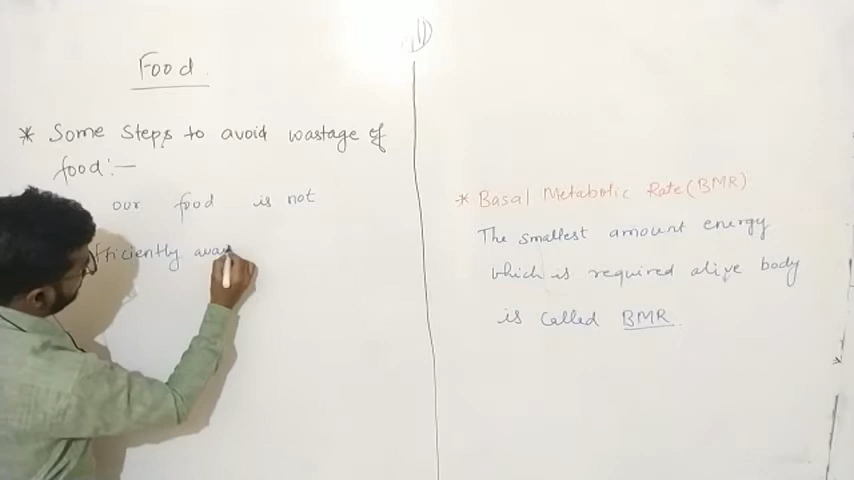 Food.
* Some Steps to avoid wastage of
food:—
our food is not
fficiently avai
* Basal Metabolic Rate(BMR)
The smallest amount energy
which is required alive body
is called BMR.